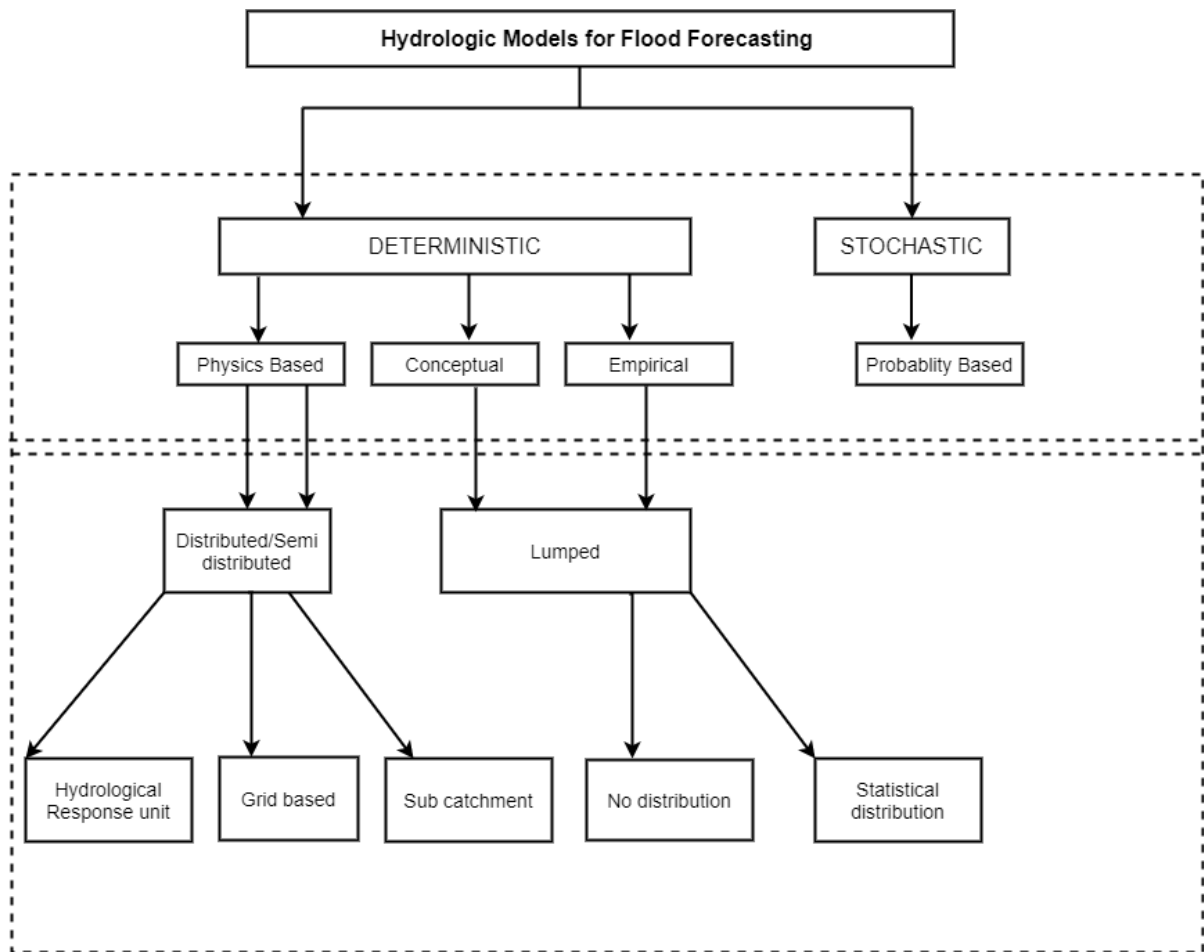 Hydrologic Models for Flood Forecasting
DETERMINISTIC
STOCHASTIC
Physics Based
Conceptual
Empirical
Probablity Based
Distributed/Semi
distributed
Lumped
Hydrological
Response unit
Grid based
Sub catchment
No distribution
Statistical
distribution